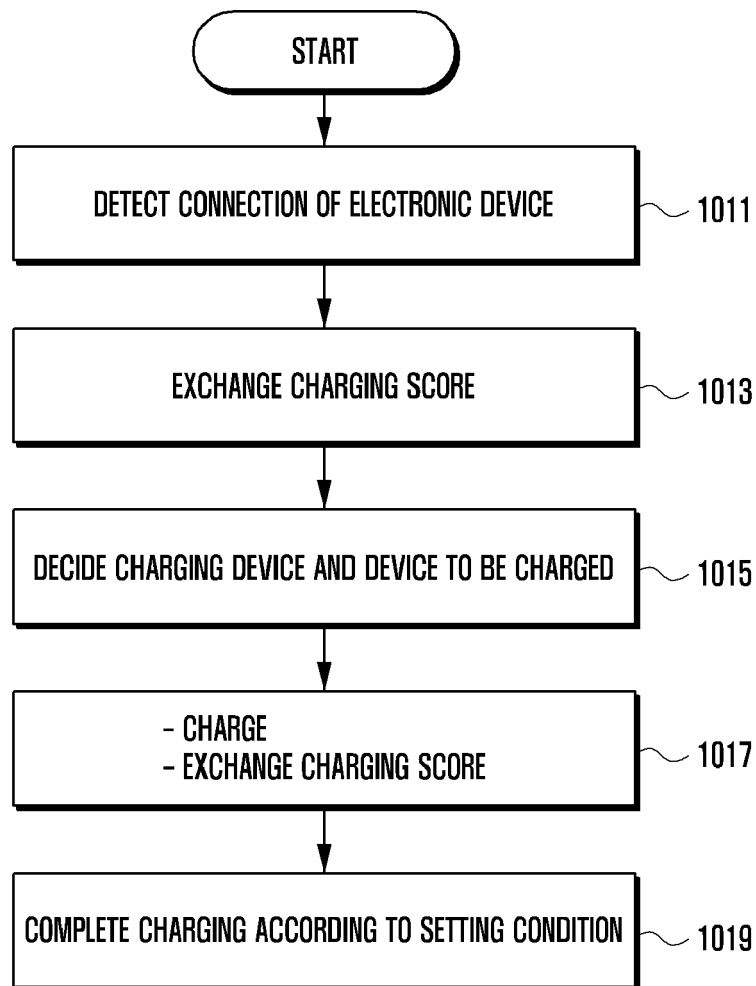 START
DETECT CONNECTION OF ELECTRONIC DEVICE
1011
EXCHANGE CHARGING SCORE
1013
DECIDE CHARGING DEVICE AND DEVICE TO BE CHARGED
1015
- CHARGE
- EXCHANGE CHARGING SCORE
1017
COMPLETE CHARGING ACCORDING TO SETTING CONDITION
1019